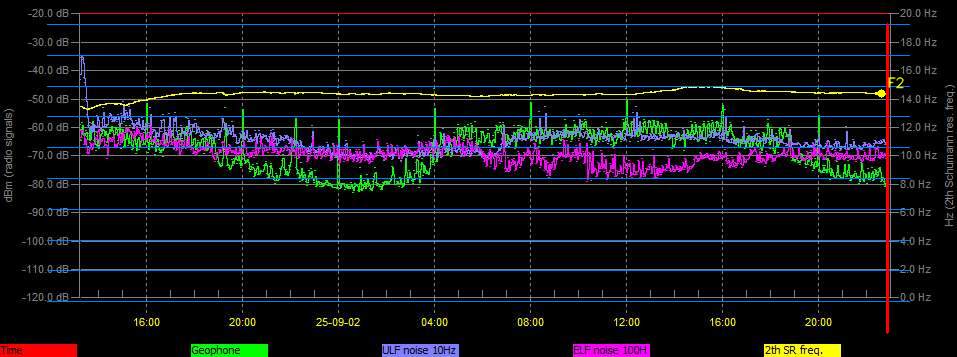 -20.0 dB 20.0 Hz
-30.0 dB 18.0 Hz
-40.0 dB 16.0 Hz
F2
-50.0 dB 14.0 Hz
-60.0 dB 12.0 Hz
-70.0 dB 10.0 Hz
-80.0 dB 8.0 Hz
-90.0 dB 6.0 Hz
-100.0 dB 4.0 Hz
-110.0 dB 2.0 Hz
-120.0 dB 0.0 Hz
dBm (radio signals)
Hz (2th Schumann res. freq.)
16:00 20:00 25-09-02 04:00 08:00 12:00 16:00 20:00
Time Geophone ULF noise 10Hz ELF noise 100H 2th SR freq.